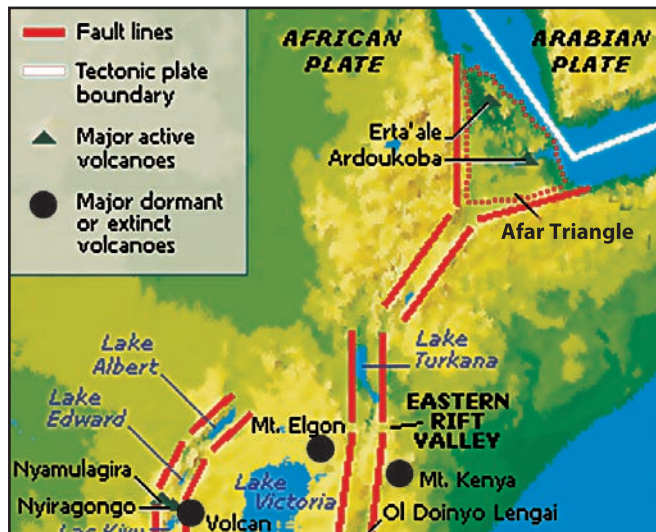 Fault lines
Tectonic plate
boundary
Major active
volcanoes
Major dormant
or extinct
volcanoes
AFRICAN
PLATE
ARABIAN
PLATE
Erta'ale
Ardoukoba
Afar Triangle
Lake
Turkana
Lake
Albert
Lake
Edward
EASTERN
RIFT
VALLEY
Mt. Elgon
Mt. Kenya
Nyamulagira
Nyiragongo
Lake
Victoria
Volcan
Ol Doinyo Lengai